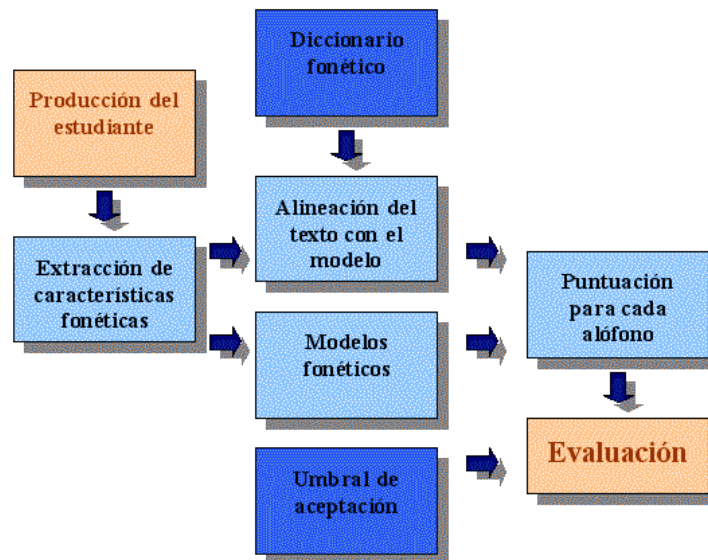 Diccionario
fonético
Producción del
estudiante
Alineación del
texto con el
modelo
Extracción de
características
fonéticas
Puntuación
para cada
alófono
Modelos
fonéticos
Evaluación
Umbral de
aceptación